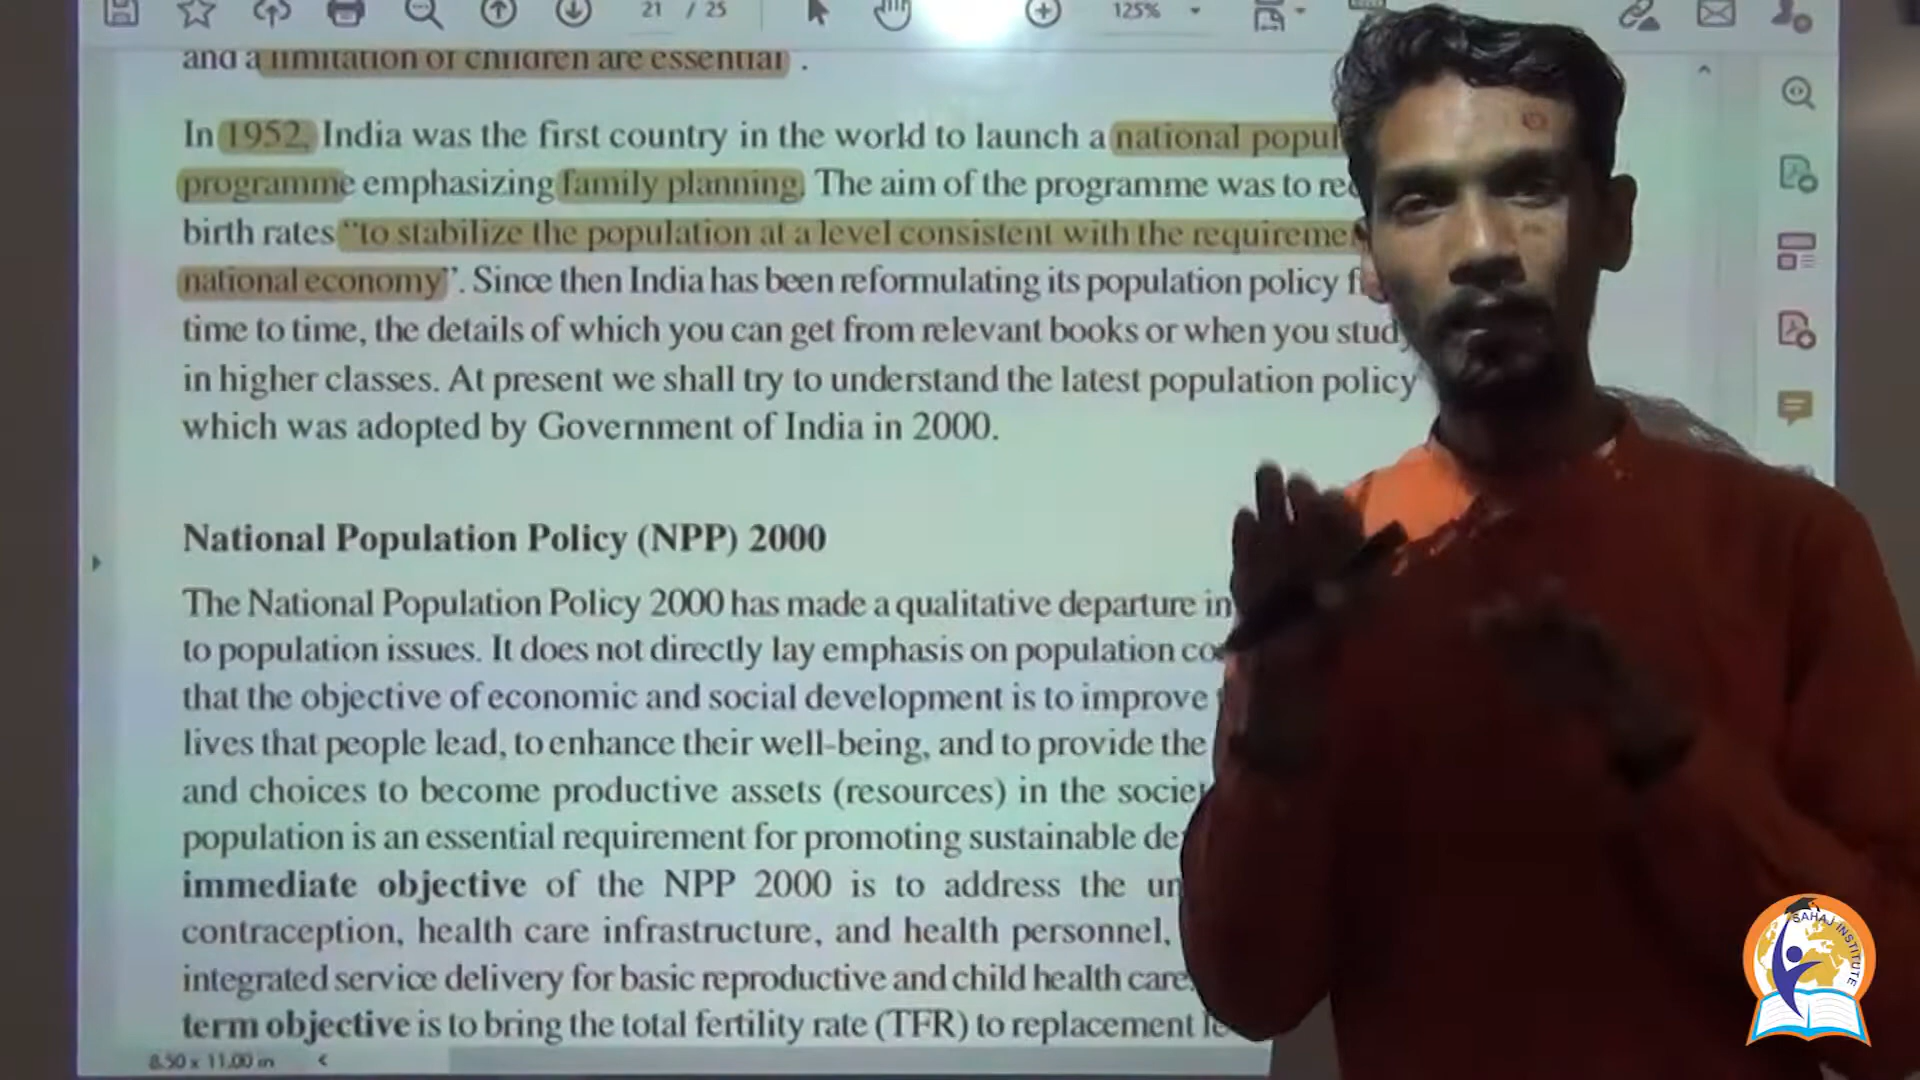 21 / 25
125%
and a limitation of children are essential .
In 1952, India was the first country in the world to launch a national popul
programme emphasizing family planning. The aim of the programme was to re
birth rates “to stabilize the population at a level consistent with the requireme
national economy”. Since then India has been reformulating its population policy f
time to time, the details of which you can get from relevant books or when you study
in higher classes. At present we shall try to understand the latest population policy
which was adopted by Government of India in 2000.
National Population Policy (NPP) 2000
The National Population Policy 2000 has made a qualitative departure in
to population issues. It does not directly lay emphasis on population co
that the objective of economic and social development is to improve
lives that people lead, to enhance their well-being, and to provide the
and choices to become productive assets (resources) in the socie
population is an essential requirement for promoting sustainable de
immediate objective of the NPP 2000 is to address the un
contraception, health care infrastructure, and health personnel,
integrated service delivery for basic reproductive and child health care.
term objective is to bring the total fertility rate (TFR) to replacement le
8.50 x 11.00 in
SAHAJ INSTITUTE